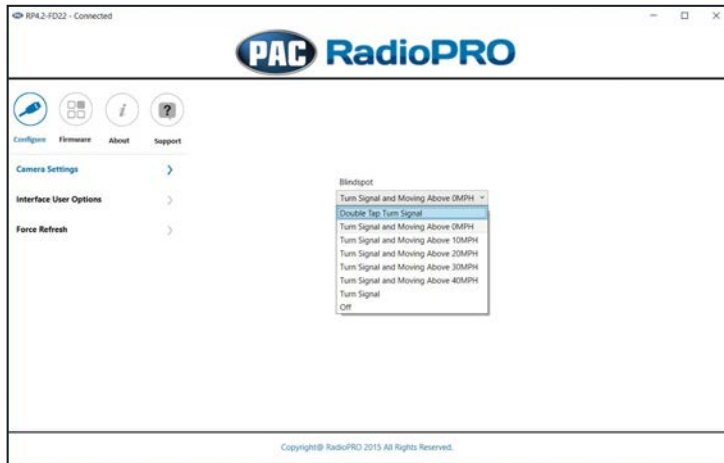 RP4.2-FD22 - Connected
PAC RadioPRO
Configure Firmware About Support
Camera Settings
Interface User Options
Force Refresh
Blindspot
Turn Signal and Moving Above 0MPH
Double Tap Turn Signal
Turn Signal and Moving Above 0MPH
Turn Signal and Moving Above 10MPH
Turn Signal and Moving Above 20MPH
Turn Signal and Moving Above 30MPH
Turn Signal and Moving Above 40MPH
Turn Signal
Off
Copyright@ RadioPRO 2015 All Rights Reserved.